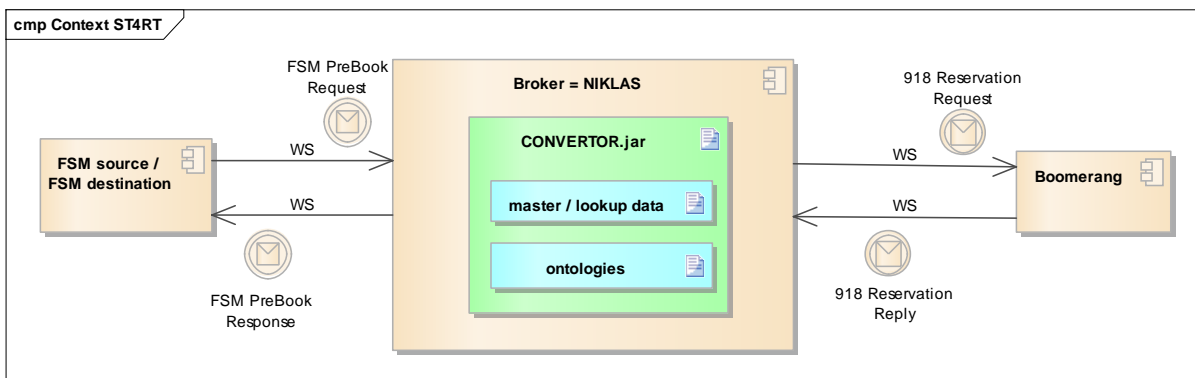 cmp Context ST4RT
FSM PreBook
Request
Broker = NIKLAS
918 Reservation
Request
CONVERTOR.jar
FSM source /
FSM destination
WS
WS
Boomerang
master / lookup data
WS
WS
ontologies
FSM PreBook
Response
918 Reservation
Reply